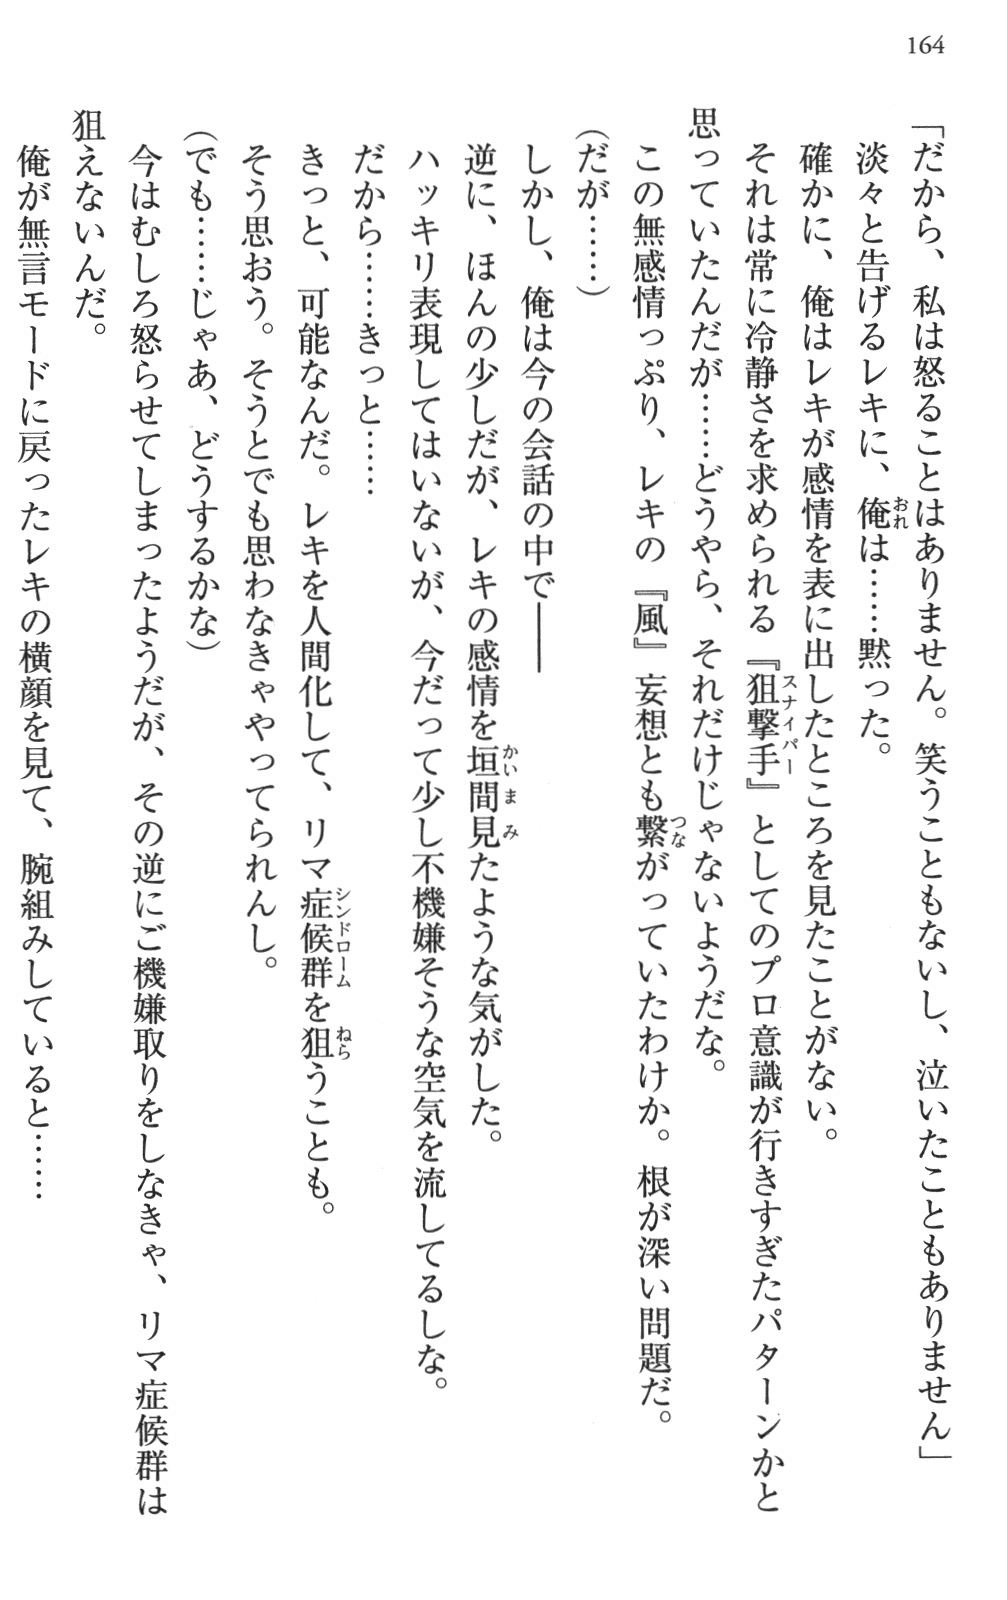 164
「だから、私は怒ることはありません。笑うこともないし、泣いたこともありません」
淡々と告げるレキに、俺は……黙った。
確かに、俺はレキが感情を表に出したところを見たことがない。
それは常に冷静さを求められる『狙撃手』としてのプロ意識が行きすぎたパターンかと
思っていたんだが……どうやら、それだけじゃないようだな。
この無感情っぷり、レキの『風』妄想とも繋がっていたわけか。根が深い問題だ。
（だが……）
しかし、俺は今の会話の中で――
逆に、ほんの少しだが、レキの感情を垣間見たような気がした。
ハッキリ表現してはいないが、今だって少し不機嫌そうな空気を流してるしな。
だから……きっと……
きっと、可能なんだ。レキを人間化して、リマ症候群を狙うことも。
そう思おう。そうとでも思わなきゃやってられんし。
（でも……じゃあ、どうするかな）
今はむしろ怒らせてしまったようだが、その逆にご機嫌取りをしなきゃ、リマ症候群は
狙えないんだ。
俺が無言モードに戻ったレキの横顔を見て、腕組みしていると……